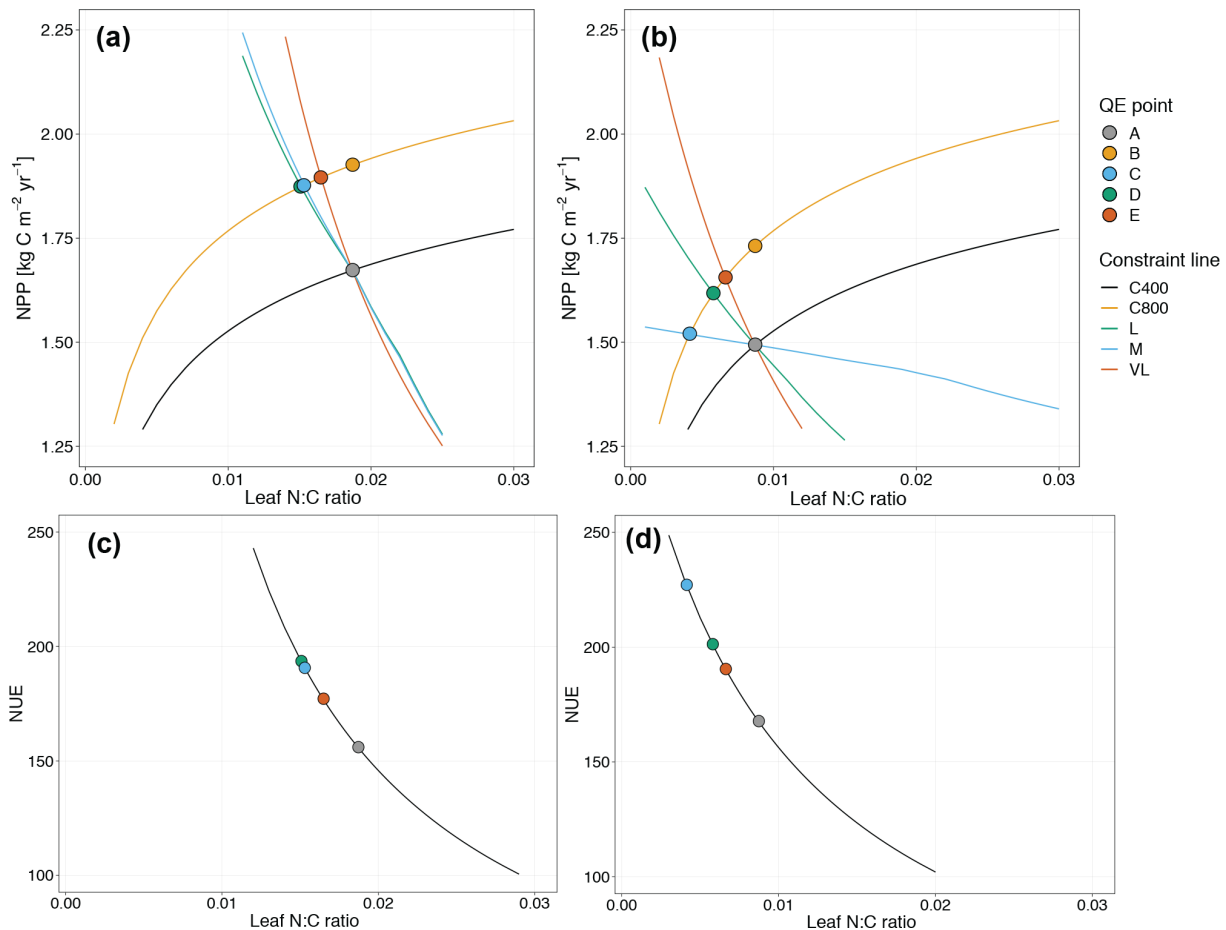 (a)
2.25
2.00
1.75
1.50
1.25
NPP [kg C m⁻² yr⁻¹]
0.00
0.01
0.02
0.03
Leaf N:C ratio
(b)
2.25
2.00
1.75
1.50
1.25
NPP [kg C m⁻² yr⁻¹]
0.00
0.01
0.02
0.03
Leaf N:C ratio
QE point
A
B
C
D
E
Constraint line
C400
C800
L
M
VL
(c)
250
200
150
100
NUE
0.00
0.01
0.02
0.03
Leaf N:C ratio
(d)
250
200
150
100
NUE
0.00
0.01
0.02
0.03
Leaf N:C ratio